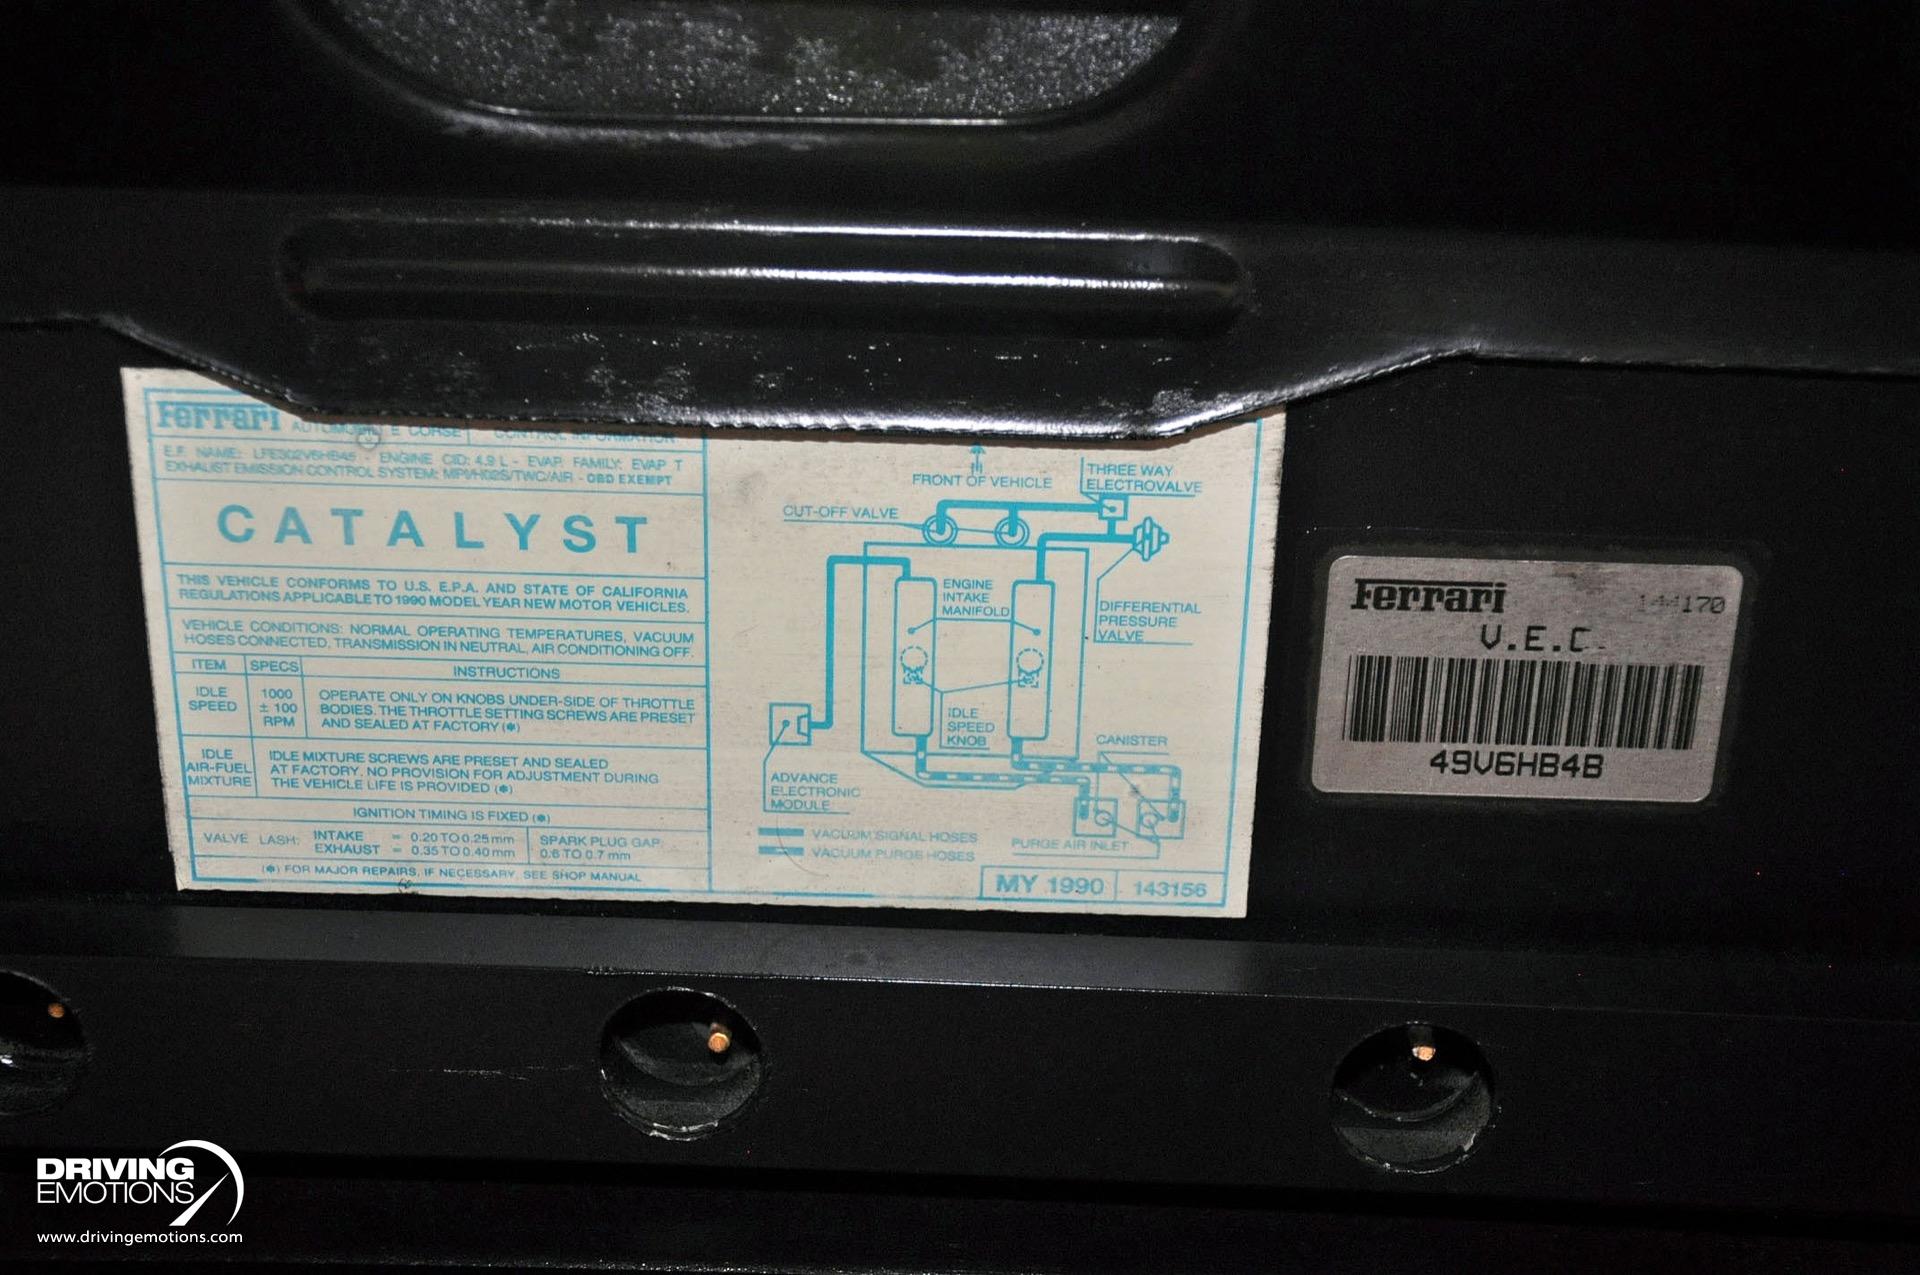 Ferrari AUTOMOBILI E CORSE CONTROL INFORMATION
E.F. NAME: LFE302V6HB45 - ENGINE CID: 4.9 L - EVAP. FAMILY: EVAP T
EXHAUST EMISSION CONTROL SYSTEM: MPI/HO2S/TWC/AIR - OBD EXEMPT
CATALYST
THIS VEHICLE CONFORMS TO U.S. E.P.A. AND STATE OF CALIFORNIA
REGULATIONS APPLICABLE TO 1990 MODEL YEAR NEW MOTOR VEHICLES.
VEHICLE CONDITIONS: NORMAL OPERATING TEMPERATURES, VACUUM
HOSES CONNECTED, TRANSMISSION IN NEUTRAL, AIR CONDITIONING OFF.
ITEM SPECS INSTRUCTIONS
IDLE SPEED
1000 ± 100 RPM
OPERATE ONLY ON KNOBS UNDER-SIDE OF THROTTLE
BODIES. THE THROTTLE SETTING SCREWS ARE PRESET
AND SEALED AT FACTORY (✱)
IDLE AIR-FUEL MIXTURE
IDLE MIXTURE SCREWS ARE PRESET AND SEALED
AT FACTORY. NO PROVISION FOR ADJUSTMENT DURING
THE VEHICLE LIFE IS PROVIDED (✱)
IGNITION TIMING IS FIXED (✱)
VALVE LASH: INTAKE = 0.20 TO 0.25 mm
EXHAUST = 0.35 TO 0.40 mm
SPARK PLUG GAP:
0.6 TO 0.7 mm
(✱) FOR MAJOR REPAIRS, IF NECESSARY, SEE SHOP MANUAL
FRONT OF VEHICLE
THREE WAY
ELECTROVALVE
CUT-OFF VALVE
ENGINE
INTAKE
MANIFOLD
DIFFERENTIAL
PRESSURE
VALVE
IDLE
SPEED
KNOB
CANISTER
ADVANCE
ELECTRONIC
MODULE
VACUUM SIGNAL HOSES
VACUUM PURGE HOSES
PURGE AIR INLET
MY 1990 143156
Ferrari 144170
V.E.C.
49V6HB4B
DRIVING
EMOTIONS
www.drivingemotions.com